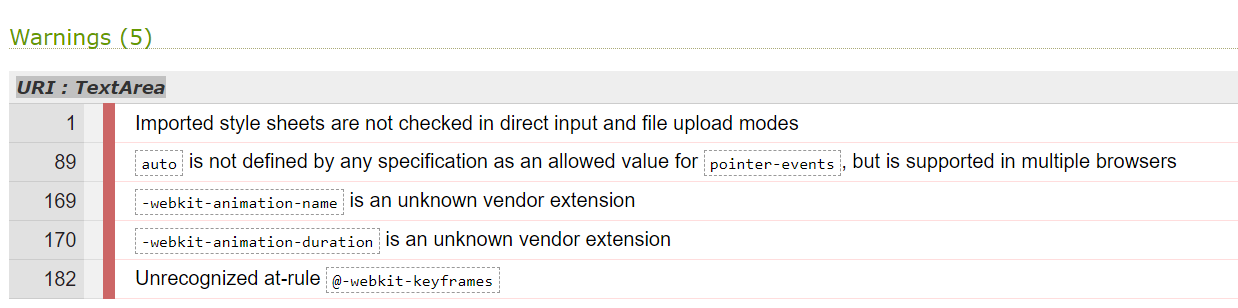 Warnings (5)
URI : TextArea
1 Imported style sheets are not checked in direct input and file upload modes
89 auto is not defined by any specification as an allowed value for pointer-events, but is supported in multiple browsers
169 -webkit-animation-name is an unknown vendor extension
170 -webkit-animation-duration is an unknown vendor extension
182 Unrecognized at-rule @-webkit-keyframes